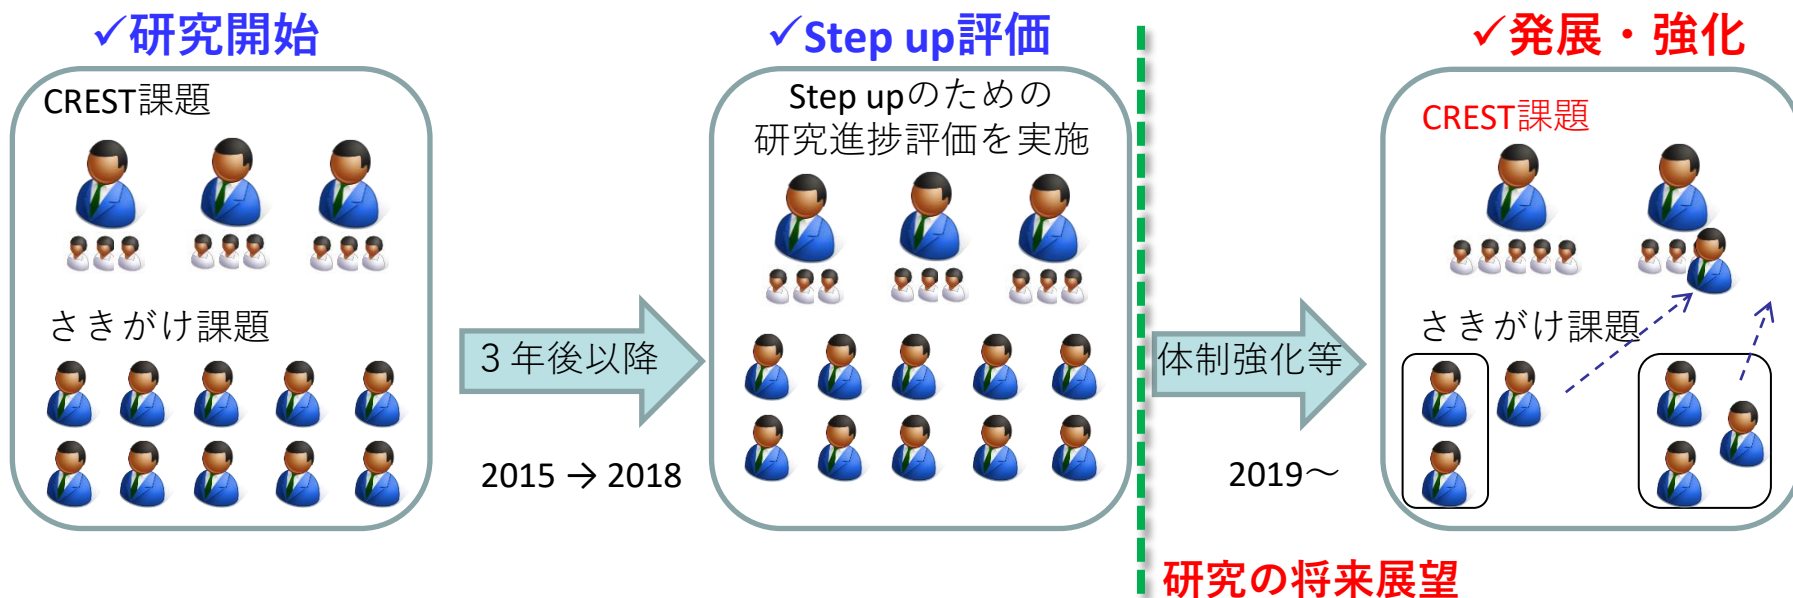 ✓研究開始
CREST課題
さきがけ課題
３年後以降
2015 → 2018
✓Step up評価
Step upのための
研究進捗評価を実施
体制強化等
2019～
✓発展・強化
CREST課題
さきがけ課題
研究の将来展望